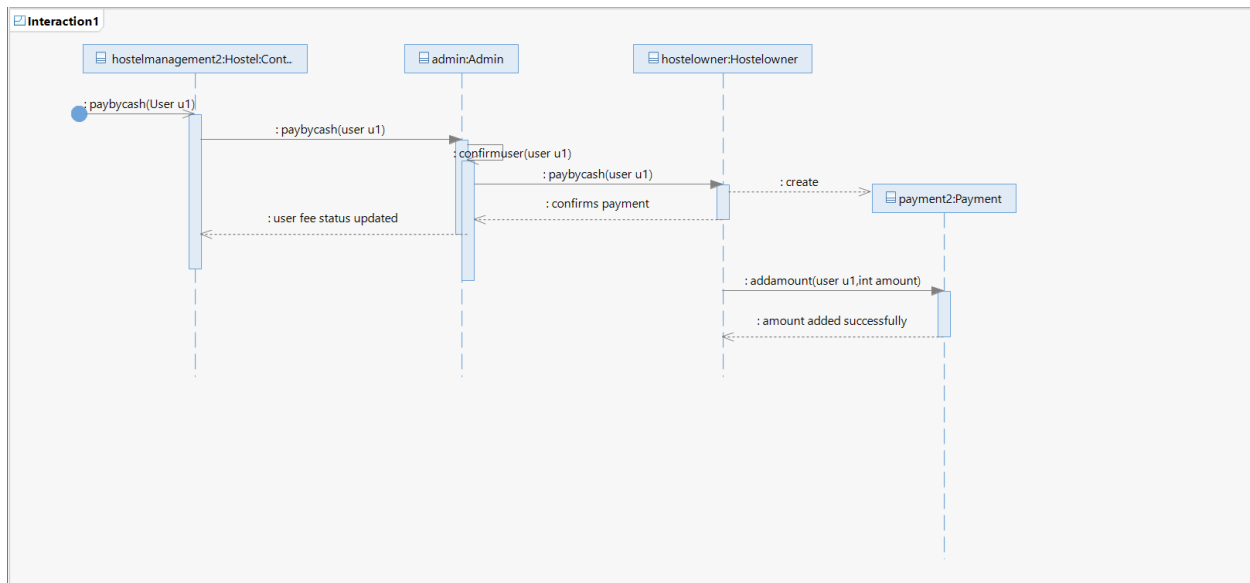 Interaction1
hostelmanagement2:Hostel:Cont..
admin:Admin
hostelowner:Hostelowner
: paybycash(User u1)
: paybycash(user u1)
: confirmuser(user u1)
: paybycash(user u1)
: create
payment2:Payment
: confirms payment
: user fee status updated
: addamount(user u1,int amount)
: amount added successfully